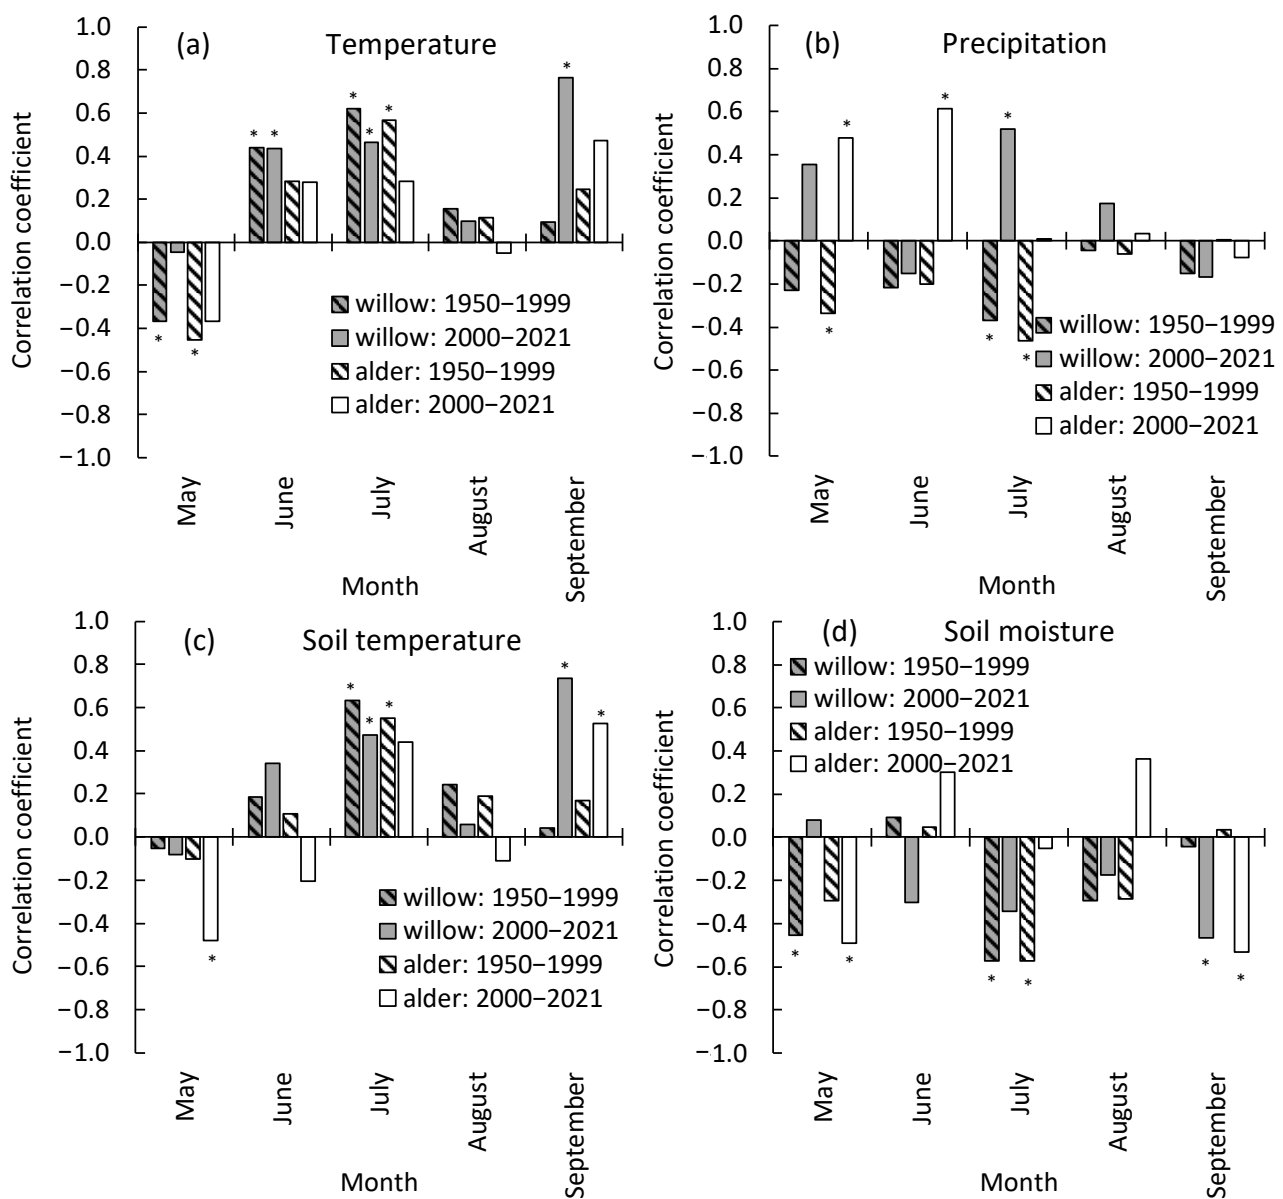 (a) Temperature
Correlation coefficient
1.0
0.8
0.6
0.4
0.2
0.0
−0.2
−0.4
−0.6
−0.8
−1.0
* * * * * * * *
willow: 1950−1999
willow: 2000−2021
alder: 1950−1999
alder: 2000−2021
May June July August September
Month
(b) Precipitation
Correlation coefficient
1.0
0.8
0.6
0.4
0.2
0.0
−0.2
−0.4
−0.6
−0.8
−1.0
* * * * * *
willow: 1950−1999
willow: 2000−2021
alder: 1950−1999
alder: 2000−2021
May June July August September
Month
(c) Soil temperature
Correlation coefficient
1.0
0.8
0.6
0.4
0.2
0.0
−0.2
−0.4
−0.6
−0.8
−1.0
* * * * * *
willow: 1950−1999
willow: 2000−2021
alder: 1950−1999
alder: 2000−2021
May June July August September
Month
(d) Soil moisture
Correlation coefficient
1.0
0.8
0.6
0.4
0.2
0.0
−0.2
−0.4
−0.6
−0.8
−1.0
willow: 1950−1999
willow: 2000−2021
alder: 1950−1999
alder: 2000−2021
* * * * * *
May June July August September
Month